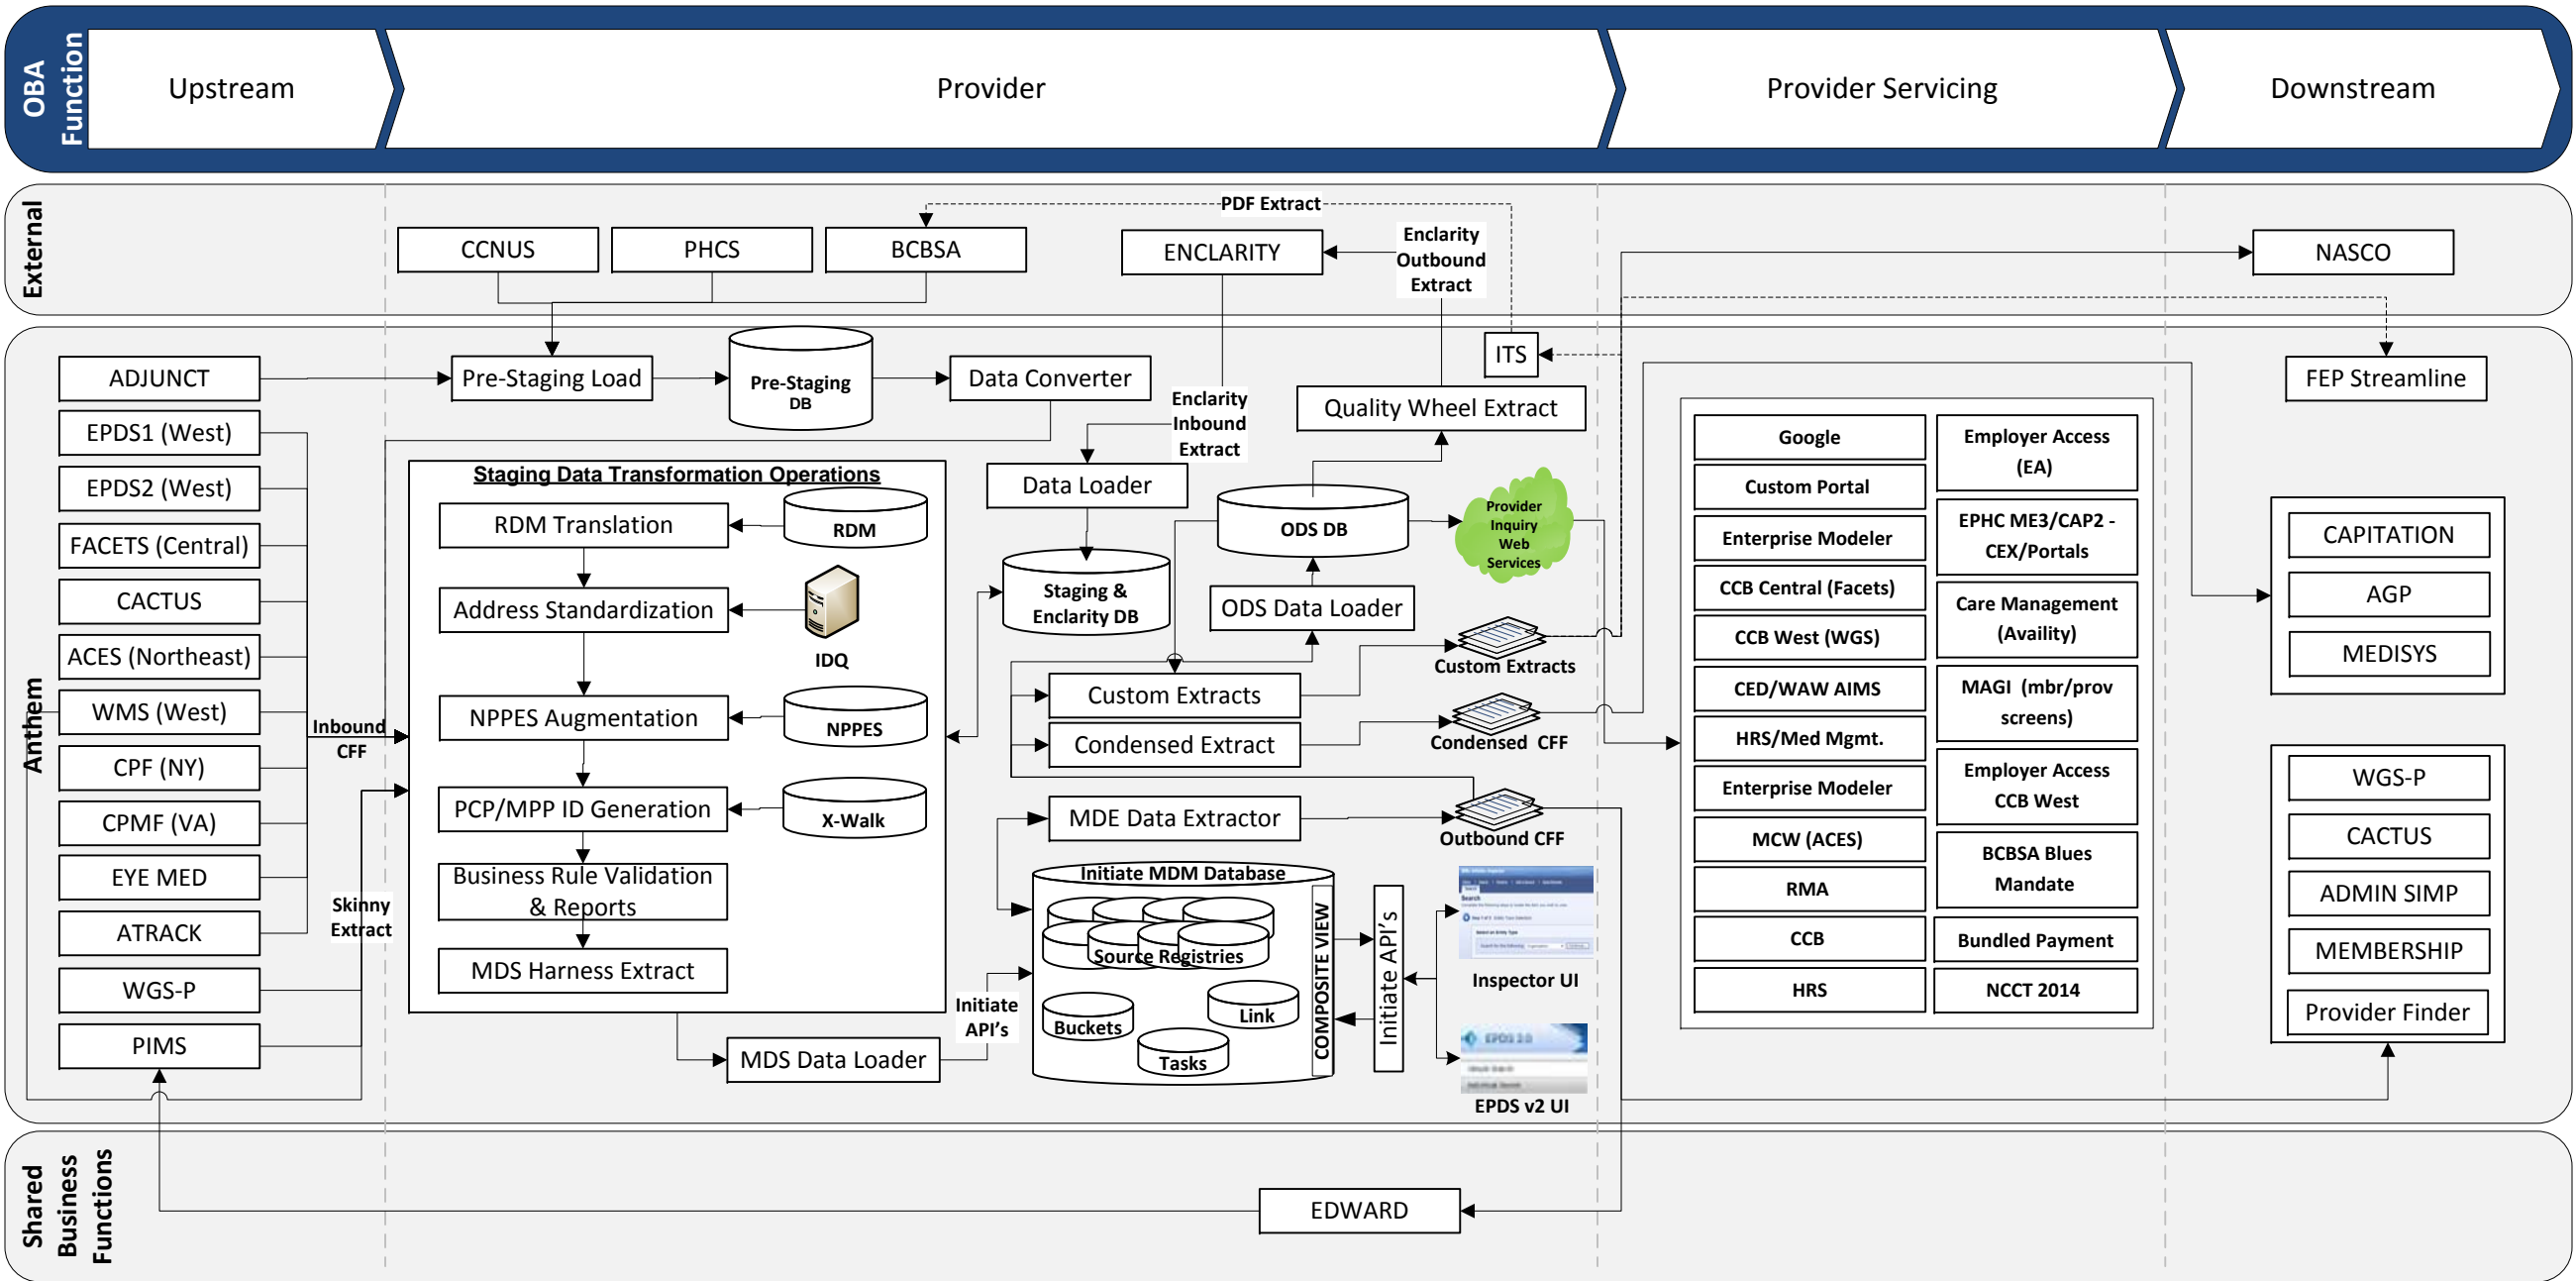 OBA
Function
Upstream
Provider
Provider Servicing
Downstream
External
CCNUS
PHCS
BCBSA
PDF Extract
ENCLARITY
Enclarity
Outbound
Extract
NASCO
Anthem
ADJUNCT
EPDS1 (West)
EPDS2 (West)
FACETS (Central)
CACTUS
ACES (Northeast)
WMS (West)
CPF (NY)
CPMF (VA)
EYE MED
ATRACK
WGS-P
PIMS
Inbound
CFF
Skinny
Extract
Pre-Staging Load
Pre-Staging
DB
Data Converter
Enclarity
Inbound
Extract
ITS
Quality Wheel Extract
Staging Data Transformation Operations
RDM Translation
RDM
Address Standardization
IDQ
NPPES Augmentation
NPPES
PCP/MPP ID Generation
X-Walk
Business Rule Validation
& Reports
MDS Harness Extract
MDS Data Loader
Initiate
API's
Data Loader
Staging &
Enclarity DB
ODS DB
Provider
Inquiry
Web
Services
ODS Data Loader
Custom Extracts
Custom Extracts
Condensed Extract
Condensed CFF
MDE Data Extractor
Outbound CFF
Initiate MDM Database
Source Registries
Buckets
Link
Tasks
COMPOSITE VIEW
Initiate API's
Search
Inspector UI
EPDS 2.0
EPDS v2 UI
Google
Custom Portal
Enterprise Modeler
CCB Central (Facets)
CCB West (WGS)
CED/WAW AIMS
HRS/Med Mgmt.
Enterprise Modeler
MCW (ACES)
RMA
CCB
HRS
Employer Access
(EA)
EPHC ME3/CAP2 -
CEX/Portals
Care Management
(Availity)
MAGI (mbr/prov
screens)
Employer Access
CCB West
BCBSA Blues
Mandate
Bundled Payment
NCCT 2014
FEP Streamline
CAPITATION
AGP
MEDISYS
WGS-P
CACTUS
ADMIN SIMP
MEMBERSHIP
Provider Finder
Shared
Business
Functions
EDWARD